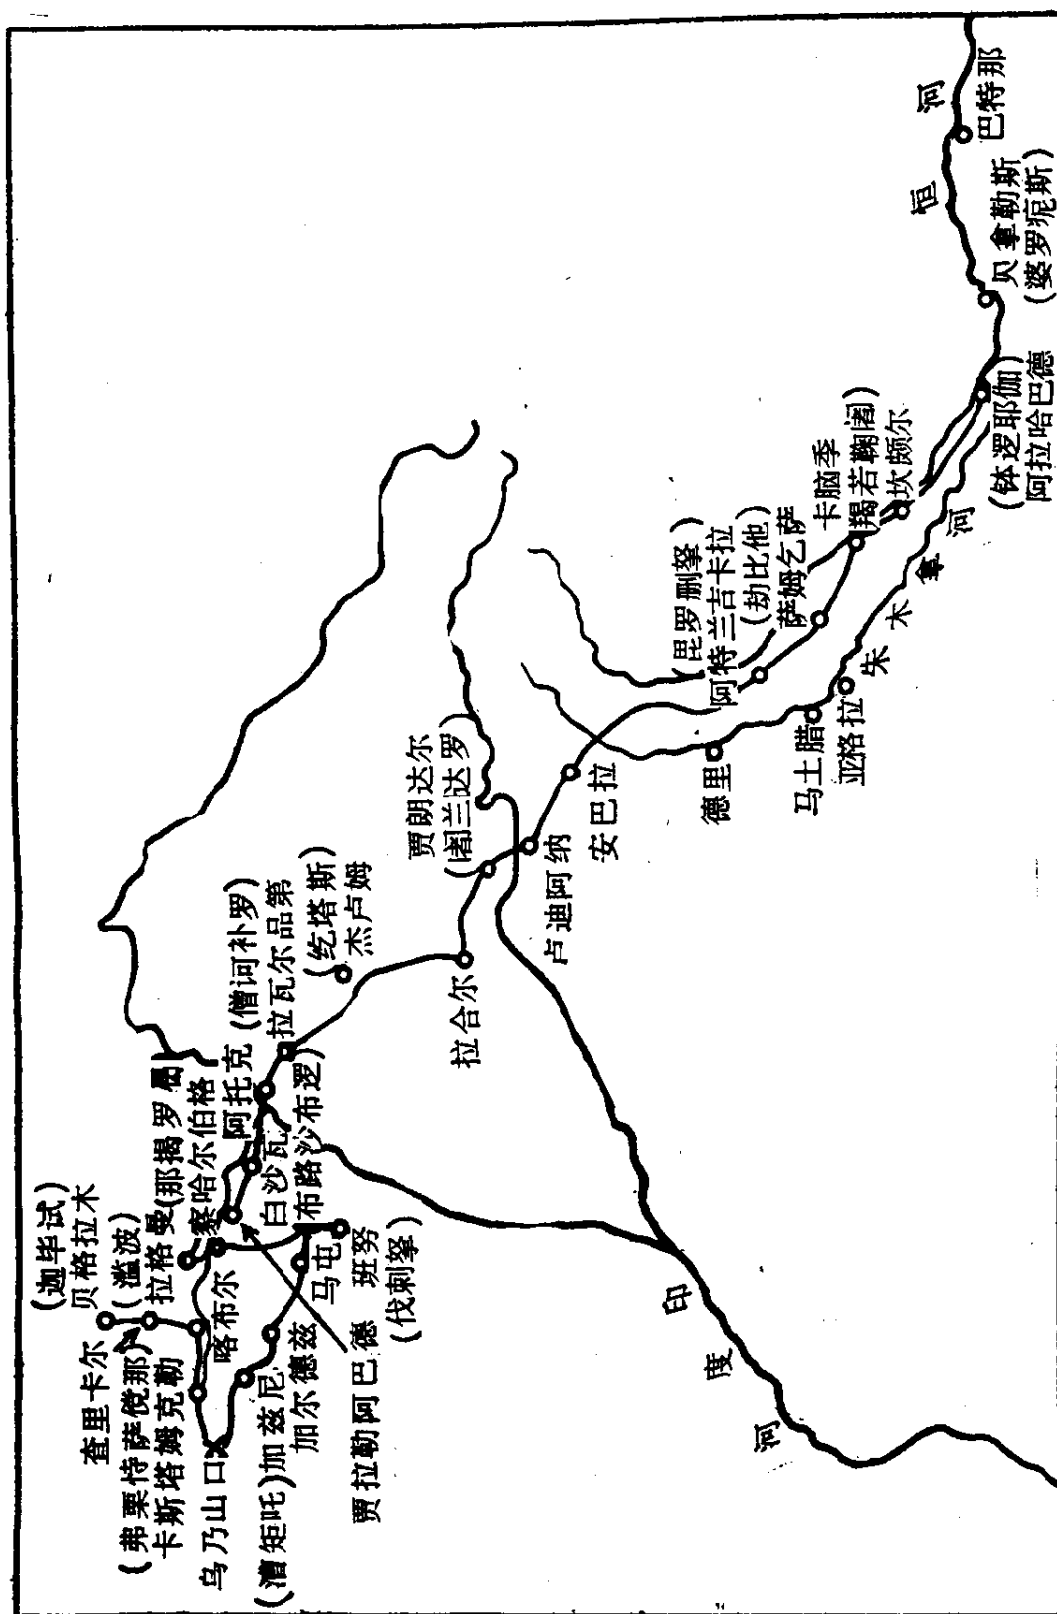 (迦毕试)
贝格拉木
查里卡尔
(滥波)
拉格曼
(弗栗恃萨傥那)
卡斯塔姆克勒
(那揭罗曷)
察哈尔伯格
喀布尔
乌乃山口
(漕矩吒)加兹尼
加尔德兹
贾拉勒阿巴德
马屯
班努
(伐剌拏)
白沙瓦
(布路沙布逻)
阿托克
(僧诃补罗)
拉瓦尔品第
(纥塔斯)
杰卢姆
拉合尔
贾朗达尔
(阇兰达罗)
卢迪阿纳
安巴拉
德里
马土腊
亚格拉
(毘罗删拏)
阿特兰吉卡拉
(劫比他)
萨姆乞萨
卡脑季
(羯若鞠阇)
坎颇尔
朱木拿河
(钵逻耶伽)
阿拉哈巴德
贝拿勒斯
(婆罗痆斯)
巴特那
恒河
印度河